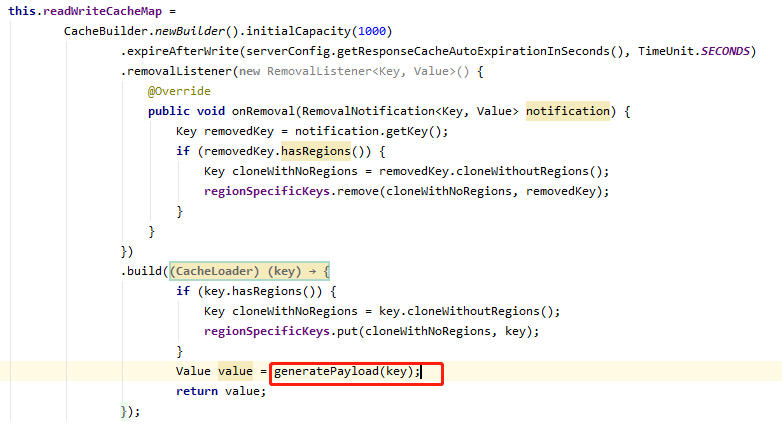 this.readWriteCacheMap =
CacheBuilder.newBuilder().initialCapacity(1000)
.expireAfterWrite(serverConfig.getResponseCacheAutoExpirationInSeconds(), TimeUnit.SECONDS)
.removalListener(new RemovalListener<Key, Value>() {
@Override
public void onRemoval(RemovalNotification<Key, Value> notification) {
Key removedKey = notification.getKey();
if (removedKey.hasRegions()) {
Key cloneWithNoRegions = removedKey.cloneWithoutRegions();
regionSpecificKeys.remove(cloneWithNoRegions, removedKey);
}
}
})
.build((CacheLoader) (key) → {
if (key.hasRegions()) {
Key cloneWithNoRegions = key.cloneWithoutRegions();
regionSpecificKeys.put(cloneWithNoRegions, key);
}
Value value = generatePayload(key);
return value;
});